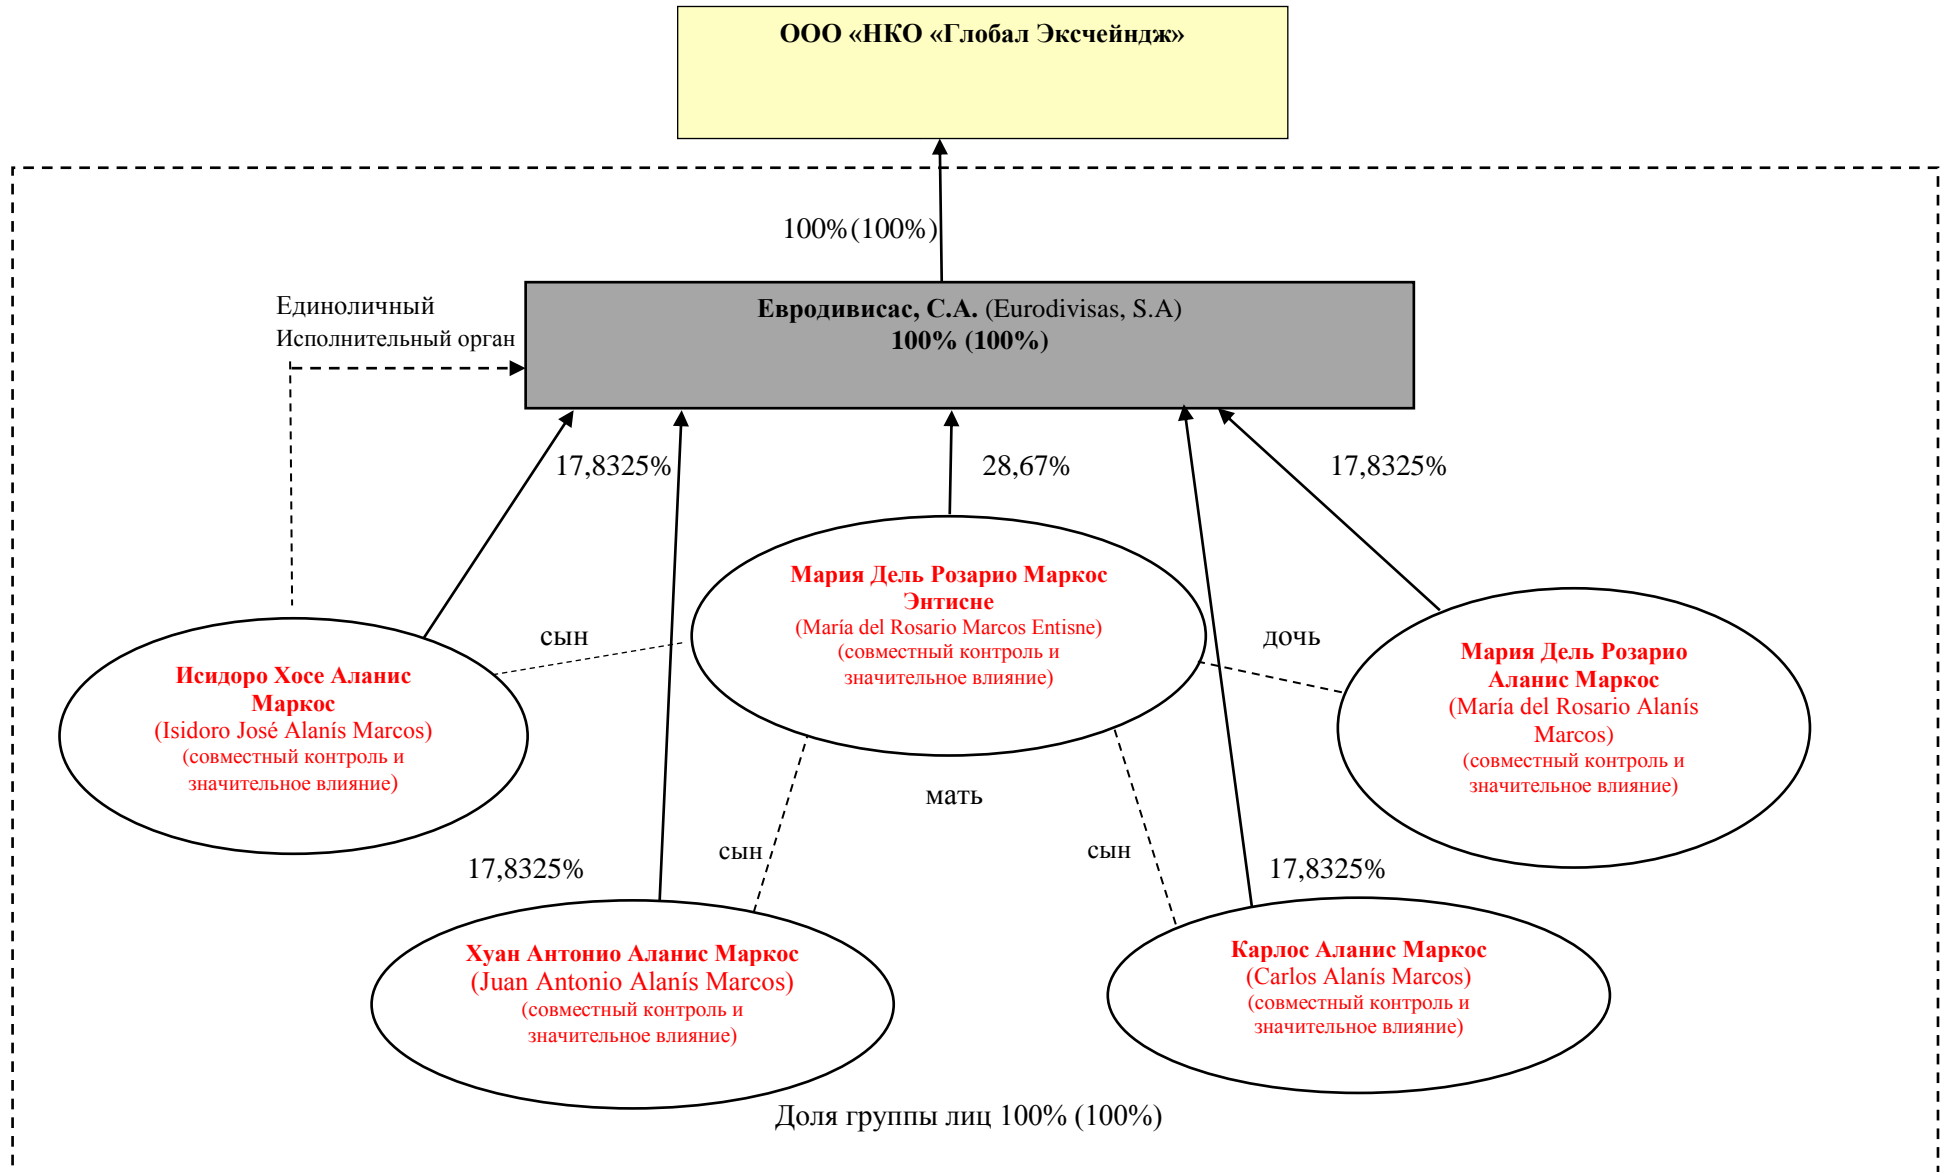 ООО «НКО «Глобал Эксчейндж»
100%(100%)
Единоличный
Исполнительный орган
Евродивисас, С.А. (Eurodivisas, S.A)
100% (100%)
17,8325%
28,67%
17,8325%
Мария Дель Розарио Маркос
Энтисне
(María del Rosario Marcos Entisne)
(совместный контроль и
значительное влияние)
сын
дочь
Исидоро Хосе Аланис
Маркос
(Isidoro José Alanís Marcos)
(совместный контроль и
значительное влияние)
Мария Дель Розарио
Аланис Маркос
(María del Rosario Alanís
Marcos)
(совместный контроль и
значительное влияние)
мать
сын
сын
17,8325%
17,8325%
Хуан Антонио Аланис Маркос
(Juan Antonio Alanís Marcos)
(совместный контроль и
значительное влияние)
Карлос Аланис Маркос
(Carlos Alanís Marcos)
(совместный контроль и
значительное влияние)
Доля группы лиц 100% (100%)